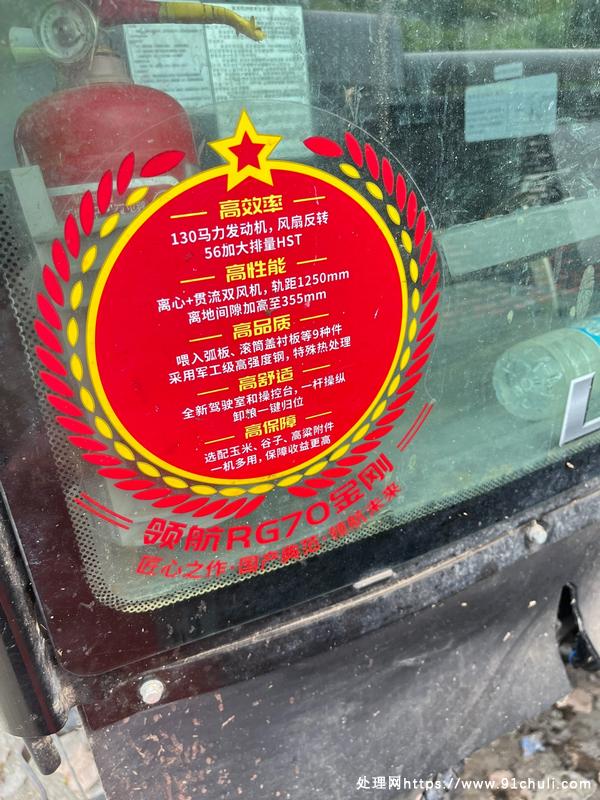 高效率
130马力发动机，风扇反转
56加大排量HST
高性能
离心+贯流双风机，轨距1250mm
离地间隙加高至355mm
高品质
喂入弧板、滚筒盖衬板等9种件
采用军工级高强度钢，特殊热处理
高舒适
全新驾驶室和操控台，一杆操纵
卸粮一键归位
高保障
选配玉米、谷子、高粱附件
一机多用，保障收益更高
领航RG70金刚
匠心之作·国产典范·领航未来
处理网https://www.91chuli.com